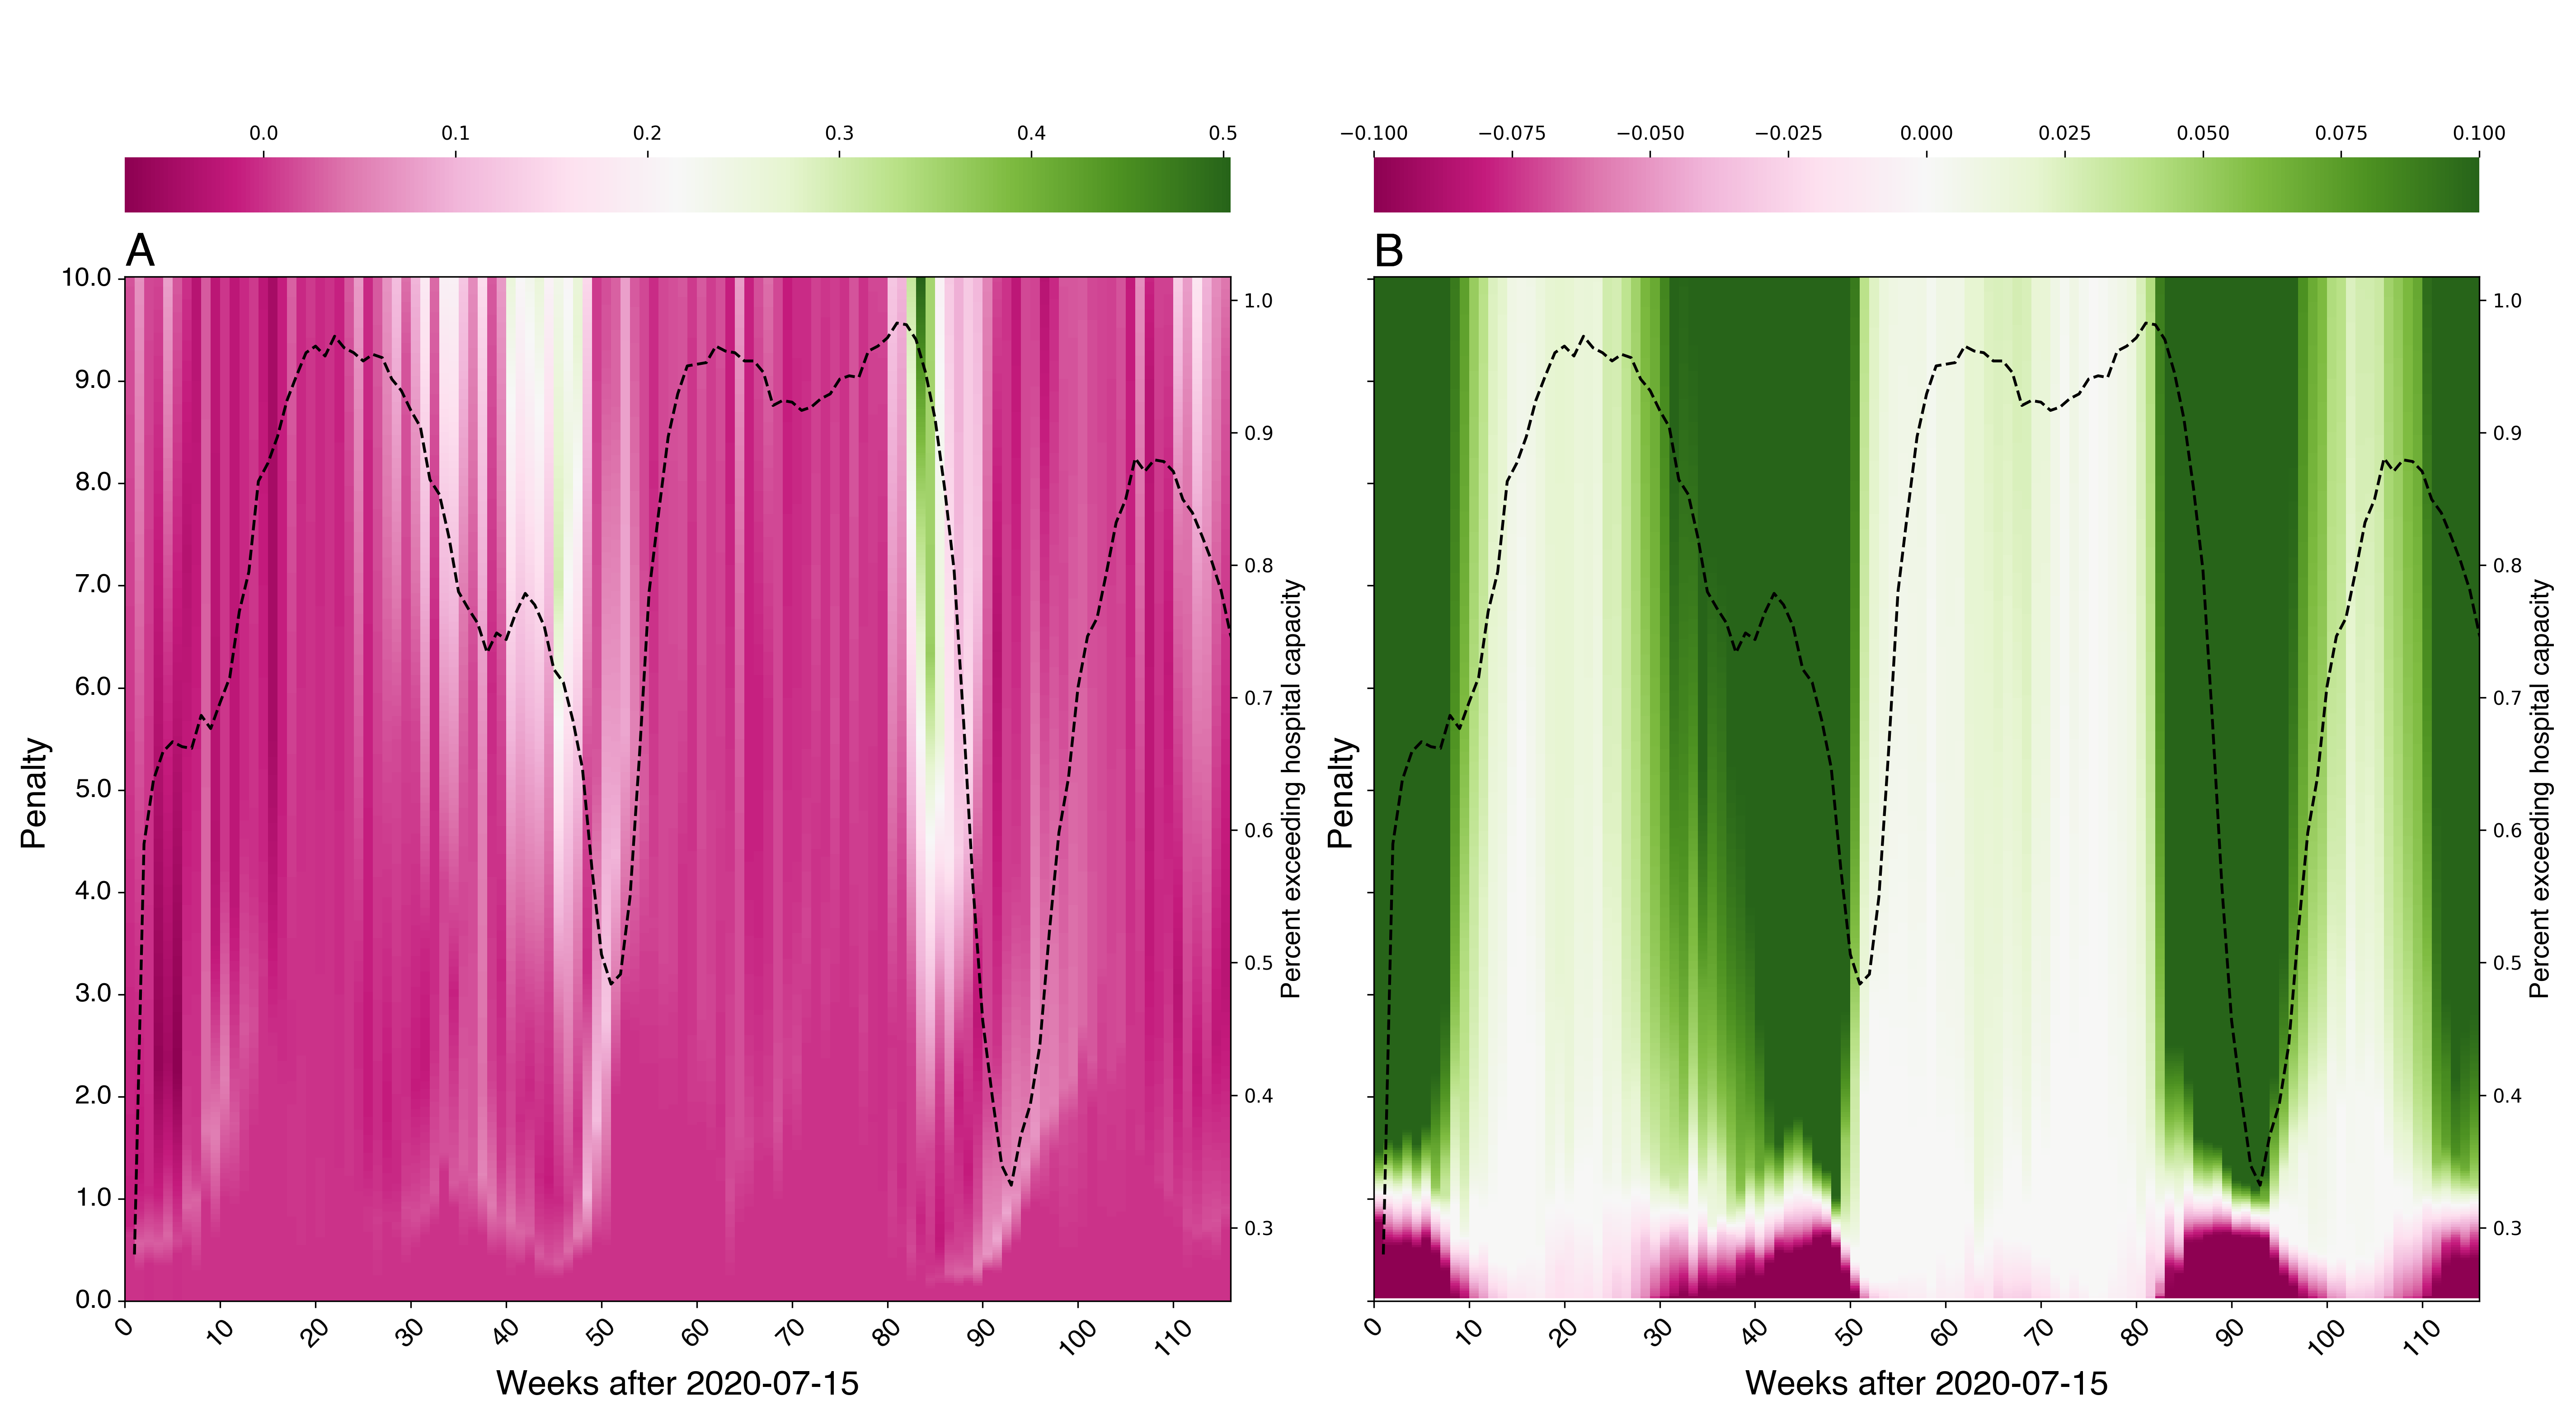 0.0 0.1 0.2 0.3 0.4 0.5
−0.100 −0.075 −0.050 −0.025 0.000 0.025 0.050 0.075 0.100
A
B
Penalty
10.0
9.0
8.0
7.0
6.0
5.0
4.0
3.0
2.0
1.0
0.0
0 10 20 30 40 50 60 70 80 90 100 110
Weeks after 2020-07-15
1.0
0.9
0.8
0.7
0.6
0.5
0.4
0.3
Percent exceeding hospital capacity
Penalty
0 10 20 30 40 50 60 70 80 90 100 110
Weeks after 2020-07-15
1.0
0.9
0.8
0.7
0.6
0.5
0.4
0.3
Percent exceeding hospital capacity